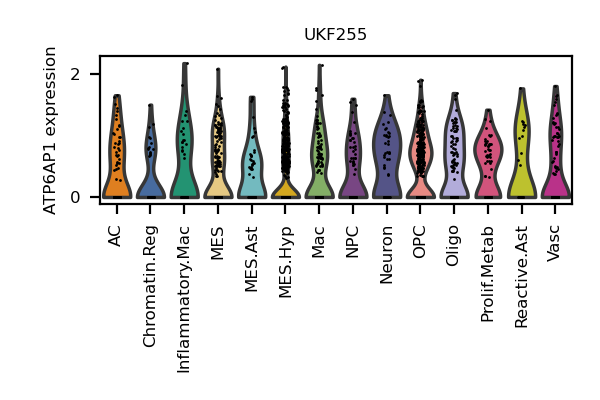 UKF255
ATP6AP1 expression
2
0
AC
Chromatin.Reg
Inflammatory.Mac
MES
MES.Ast
MES.Hyp
Mac
NPC
Neuron
OPC
Oligo
Prolif.Metab
Reactive.Ast
Vasc